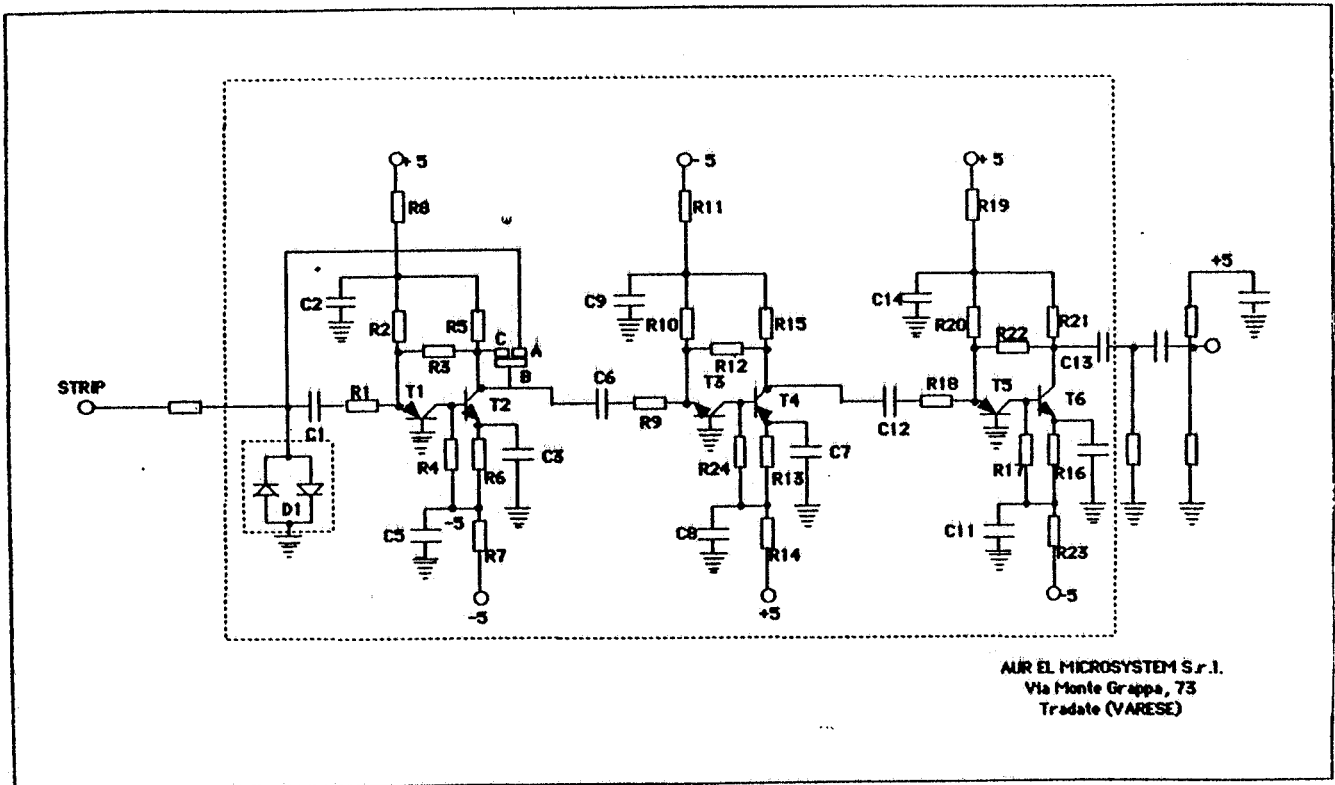 +5
-5
+5
R8
R11
R19
+5
C2
C9
C14
R2
R5
C
A
R10
R15
R20
R21
R3
B
R12
R22
C13
STRIP
C1
R1
T1
T2
C6
R9
T3
T4
C12
R18
T5
T6
R4
R6
C3
R24
R13
C7
R17
R16
D1
C5
-5
R7
C8
R14
C11
R23
-5
+5
-5
AUR EL MICROSYSTEM S.r.l.
Via Monte Grappa, 73
Tradate (VARESE)